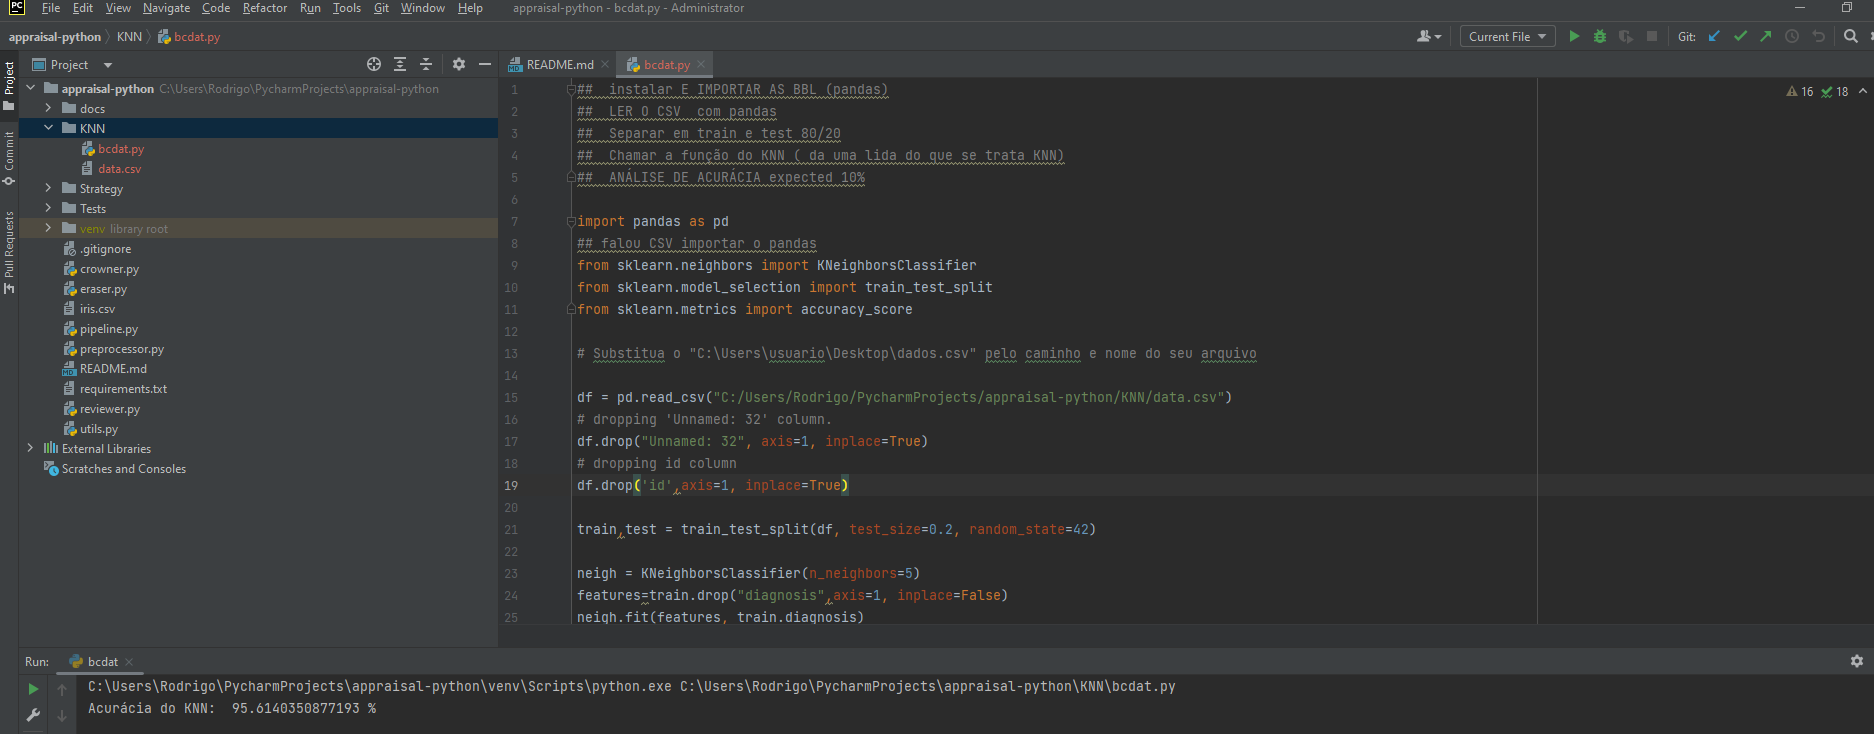 PC File Edit View Navigate Code Refactor Run Tools Git Window Help appraisal-python - bcdat.py - Administrator
appraisal-python KNN bcdat.py Current File Git:
Project
Commit
Pull Requests
Project
appraisal-python C:\Users\Rodrigo\PycharmProjects\appraisal-python
docs
KNN
bcdat.py
data.csv
Strategy
Tests
venv library root
.gitignore
crowner.py
eraser.py
iris.csv
pipeline.py
preprocessor.py
README.md
requirements.txt
reviewer.py
utils.py
External Libraries
Scratches and Consoles
README.md bcdat.py
16 18
1 ##  instalar E IMPORTAR AS BBL (pandas)
2 ##  LER O CSV  com pandas
3 ##  Separar em train e test 80/20
4 ##  Chamar a função do KNN ( da uma lida do que se trata KNN)
5 ##  ANÁLISE DE ACURÁCIA expected 10%
6
7 import pandas as pd
8 ## falou CSV importar o pandas
9 from sklearn.neighbors import KNeighborsClassifier
10 from sklearn.model_selection import train_test_split
11 from sklearn.metrics import accuracy_score
12
13 # Substitua o "C:\Users\usuario\Desktop\dados.csv" pelo caminho e nome do seu arquivo
14
15 df = pd.read_csv("C:/Users/Rodrigo/PycharmProjects/appraisal-python/KNN/data.csv")
16 # dropping 'Unnamed: 32' column.
17 df.drop("Unnamed: 32", axis=1, inplace=True)
18 # dropping id column
19 df.drop('id',axis=1, inplace=True)
20
21 train,test = train_test_split(df, test_size=0.2, random_state=42)
22
23 neigh = KNeighborsClassifier(n_neighbors=5)
24 features=train.drop("diagnosis",axis=1, inplace=False)
25 neigh.fit(features, train.diagnosis)
Run: bcdat
C:\Users\Rodrigo\PycharmProjects\appraisal-python\venv\Scripts\python.exe C:\Users\Rodrigo\PycharmProjects\appraisal-python\KNN\bcdat.py
Acurácia do KNN:  95.6140350877193 %